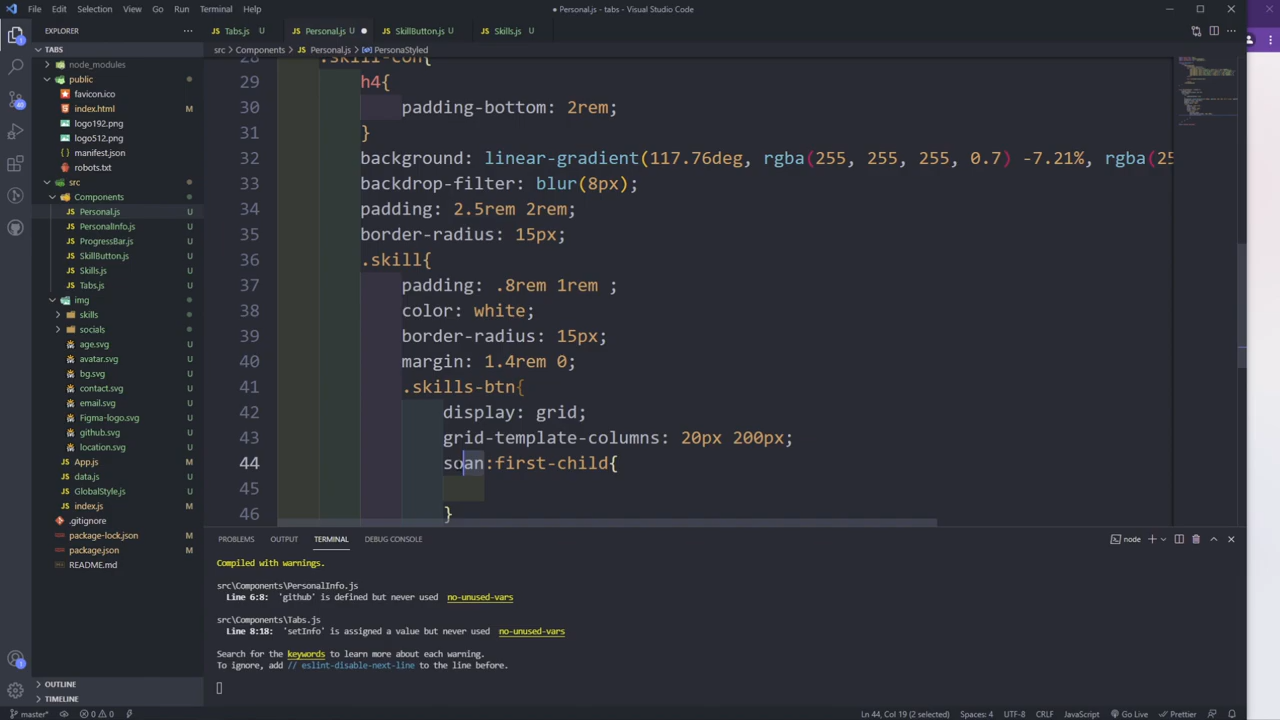 File Edit Selection View Go Run Terminal Help
● Personal.js - tabs - Visual Studio Code
EXPLORER
TABS
node_modules
public
favicon.ico
index.html M
logo192.png
logo512.png
manifest.json
robots.txt
src
Components
Personal.js U
PersonalInfo.js U
ProgressBar.js U
SkillButton.js U
Skills.js U
Tabs.js U
img
skills
socials
age.svg U
avatar.svg U
bg.svg U
contact.svg U
email.svg U
Figma-logo.svg U
github.svg U
location.svg U
App.js M
data.js U
GlobalStyle.js U
index.js M
.gitignore
package-lock.json M
package.json M
README.md
OUTLINE
TIMELINE
Tabs.js U Personal.js U SkillButton.js U Skills.js U
src > Components > Personal.js > PersonaStyled
28 .skill-con{
29 h4{
30 padding-bottom: 2rem;
31 }
32 background: linear-gradient(117.76deg, rgba(255, 255, 255, 0.7) -7.21%, rgba(25
33 backdrop-filter: blur(8px);
34 padding: 2.5rem 2rem;
35 border-radius: 15px;
36 .skill{
37 padding: .8rem 1rem ;
38 color: white;
39 border-radius: 15px;
40 margin: 1.4rem 0;
41 .skills-btn{
42 display: grid;
43 grid-template-columns: 20px 200px;
44 soan:first-child{
45
46 }
PROBLEMS OUTPUT TERMINAL DEBUG CONSOLE
node
Compiled with warnings.
src\Components\PersonalInfo.js
Line 6:8: 'github' is defined but never used no-unused-vars
src\Components\Tabs.js
Line 8:18: 'setInfo' is assigned a value but never used no-unused-vars
Search for the keywords to learn more about each warning.
To ignore, add // eslint-disable-next-line to the line before.
master* 0 0 Ln 44, Col 19 (2 selected) Spaces: 4 UTF-8 CRLF JavaScript Go Live Prettier